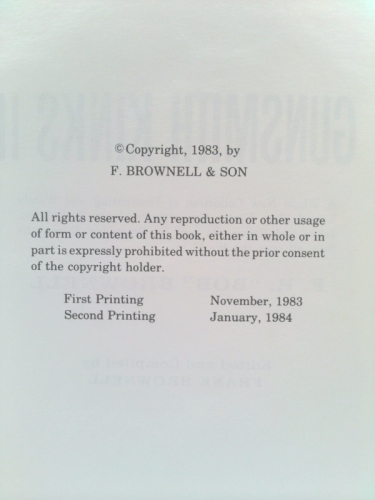 ©Copyright, 1983, by
F. BROWNELL & SON
All rights reserved. Any reproduction or other usage
of form or content of this book, either in whole or in
part is expressly prohibited without the prior consent
of the copyright holder.
First Printing November, 1983
Second Printing January, 1984